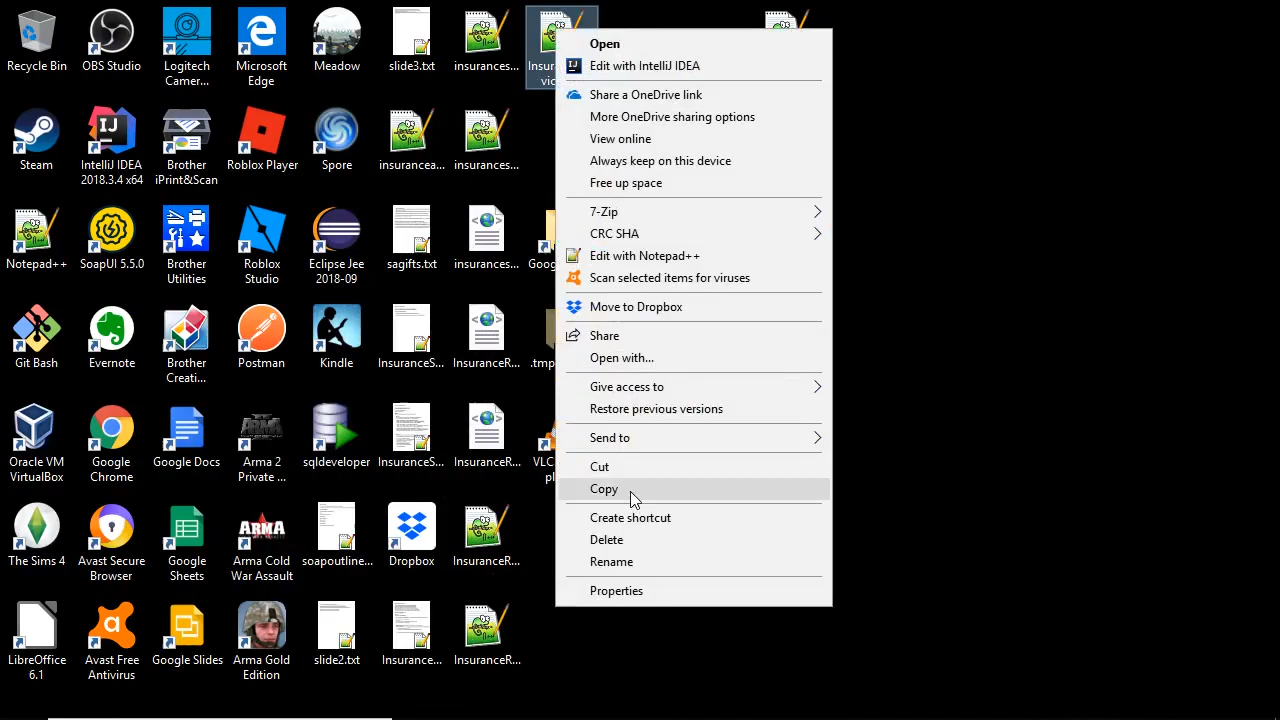 Recycle Bin
OBS Studio
Logitech
Camer...
Microsoft
Edge
Meadow
slide3.txt
insurances...
Insur
vic
Steam
IntelliJ IDEA
2018.3.4 x64
Brother
iPrint&Scan
Roblox Player
Spore
insurancea...
insurances...
Notepad++
SoapUI 5.5.0
Brother
Utilities
Roblox
Studio
Eclipse Jee
2018-09
sagifts.txt
insurances...
Goog
Git Bash
Evernote
Brother
Creati...
Postman
Kindle
InsuranceS...
InsuranceR...
.tmp
Oracle VM
VirtualBox
Google
Chrome
Google Docs
Arma 2
Private ...
sqldeveloper
InsuranceS...
InsuranceR...
VLC
pl
The Sims 4
Avast Secure
Browser
Google
Sheets
Arma Cold
War Assault
soapoutline...
Dropbox
InsuranceR...
LibreOffice
6.1
Avast Free
Antivirus
Google Slides
Arma Gold
Edition
slide2.txt
Insurance...
InsuranceR...
Open
Edit with IntelliJ IDEA
Share a OneDrive link
More OneDrive sharing options
View online
Always keep on this device
Free up space
7-Zip
CRC SHA
Edit with Notepad++
Scan selected items for viruses
Move to Dropbox
Share
Open with...
Give access to
Restore previous versions
Send to
Cut
Copy
Create shortcut
Delete
Rename
Properties